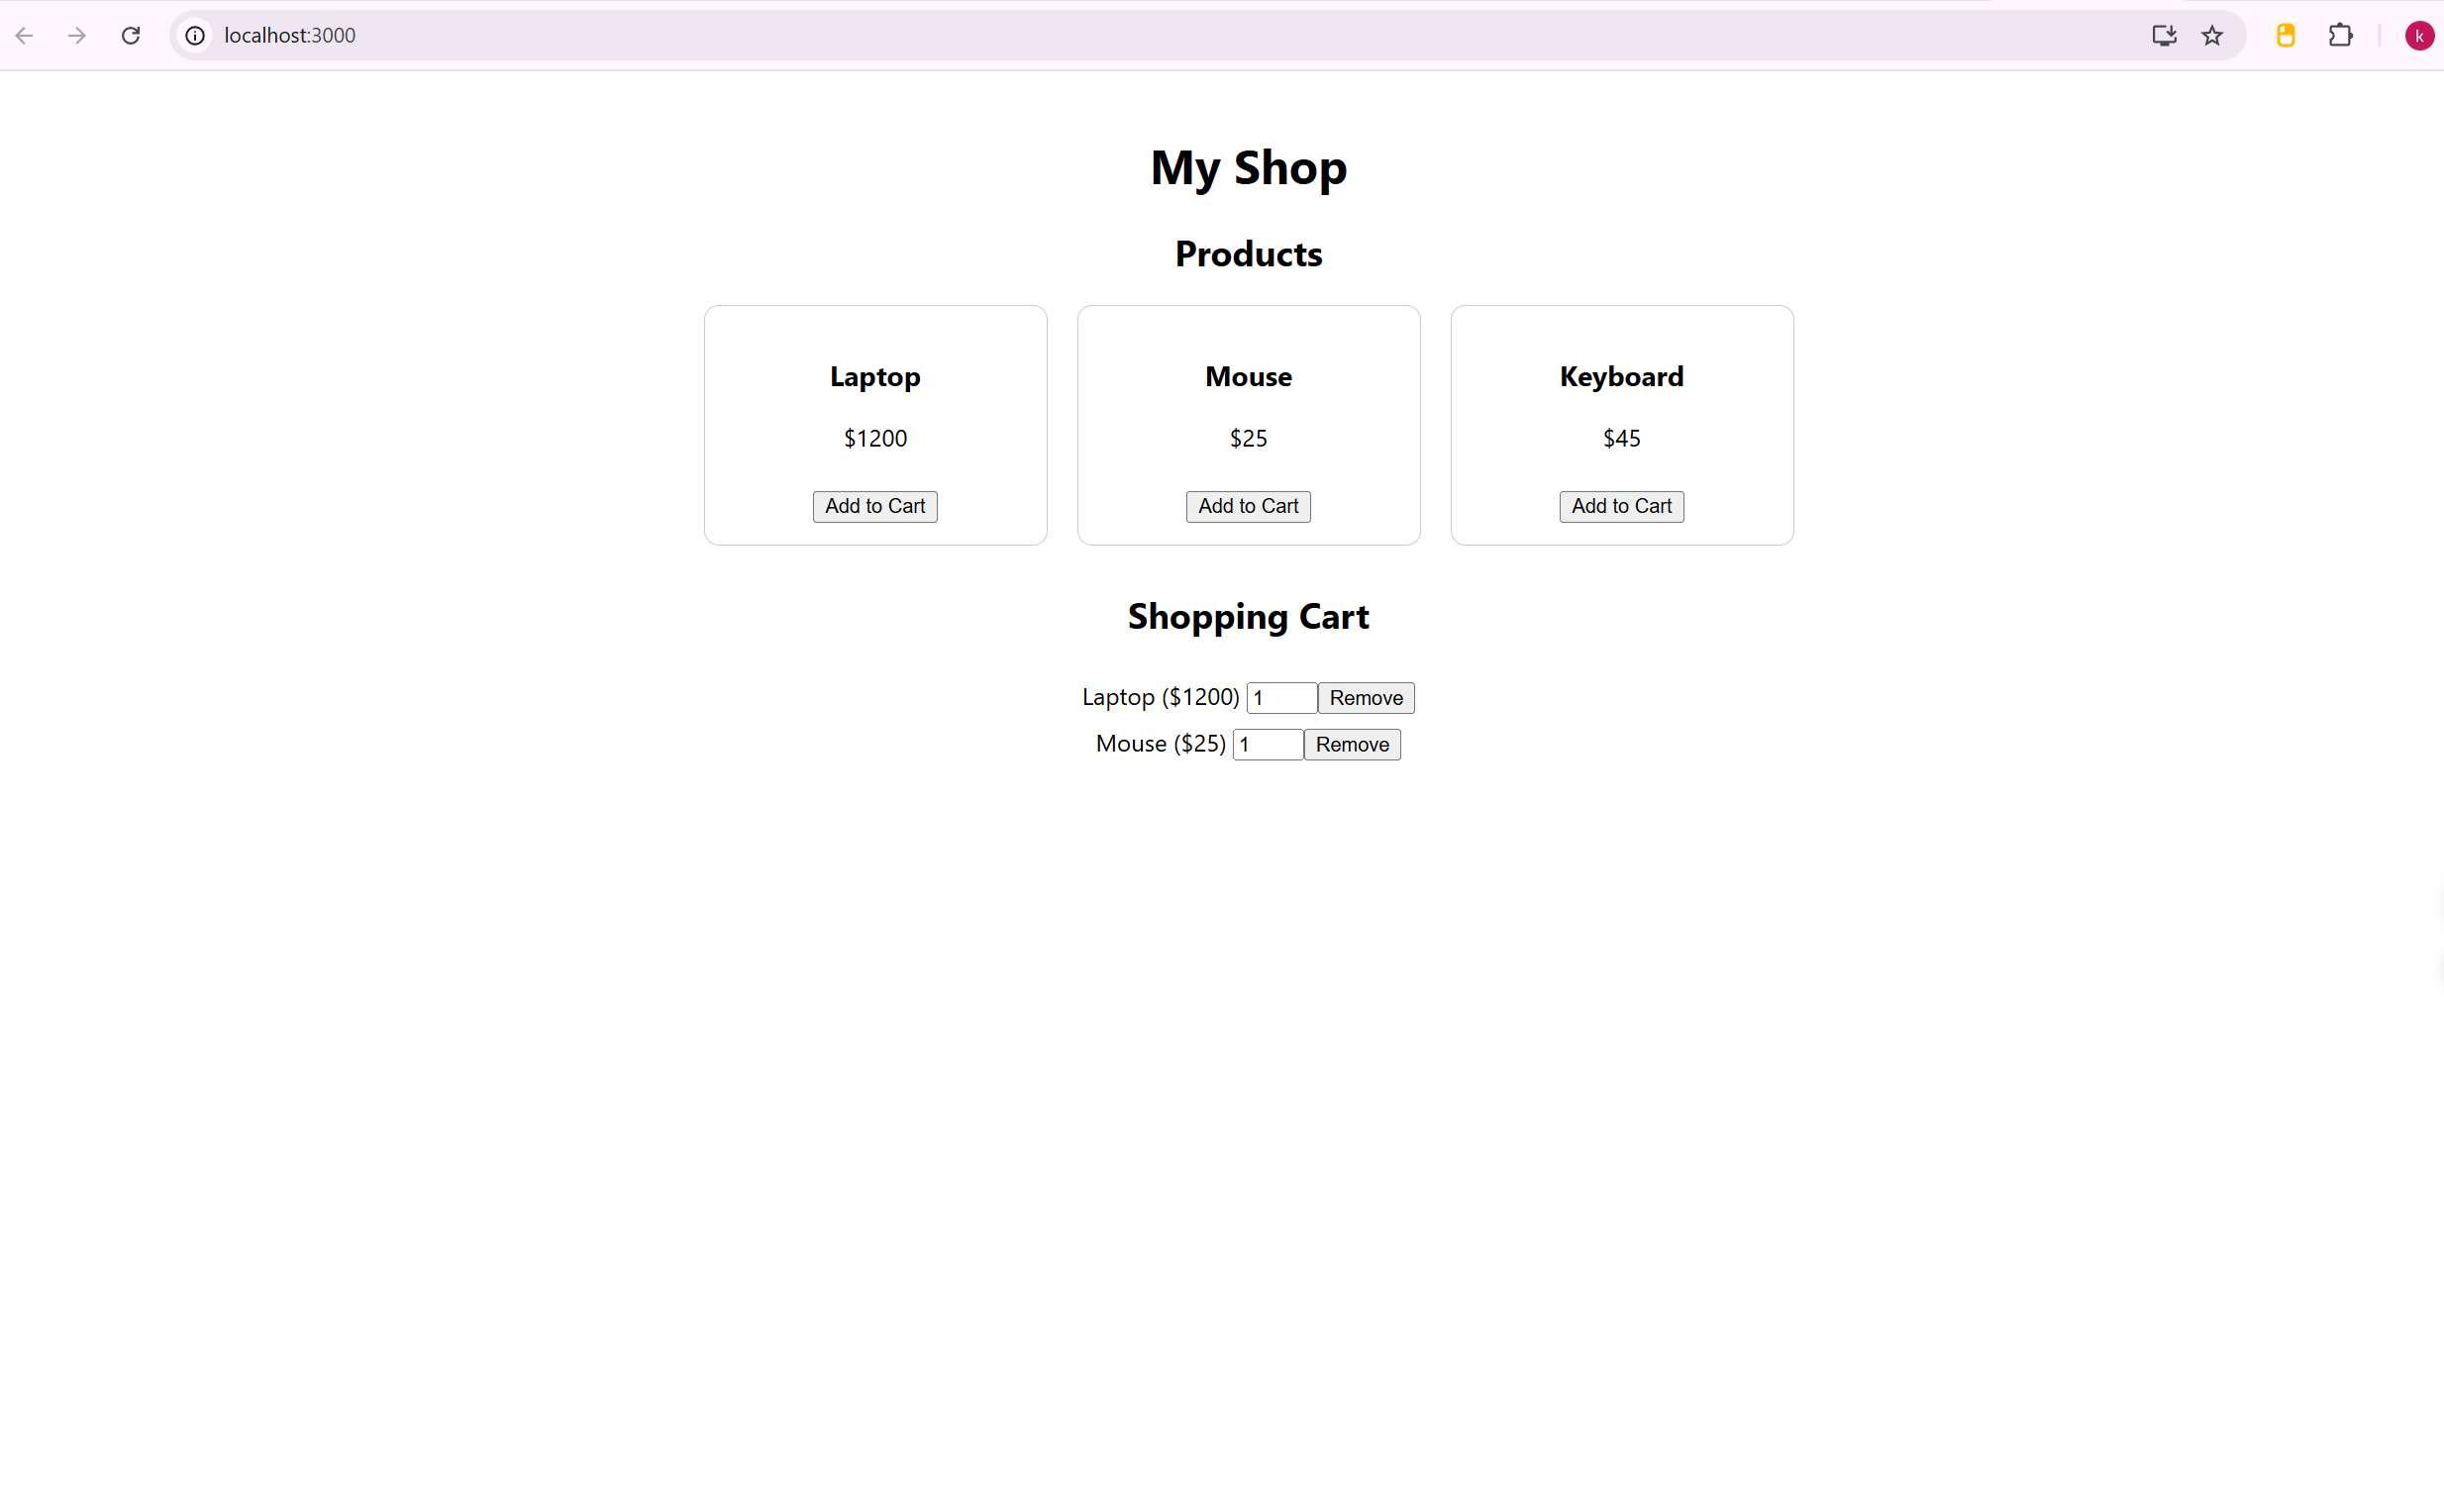 localhost:3000
k
My Shop
Products
Laptop
$1200
Add to Cart
Mouse
$25
Add to Cart
Keyboard
$45
Add to Cart
Shopping Cart
Laptop ($1200) 1 Remove
Mouse ($25) 1 Remove